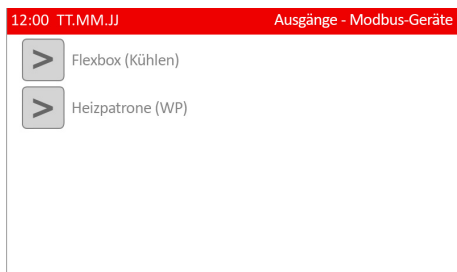 12:00 TT.MM.JJ Ausgänge - Modbus-Geräte
> Flexbox (Kühlen)
> Heizpatrone (WP)